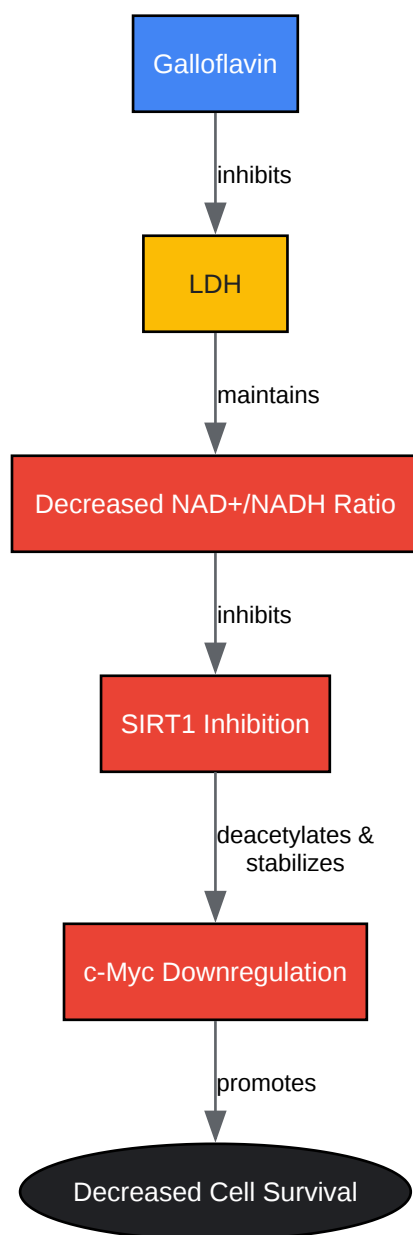 Galloflavin
inhibits
LDH
maintains
Decreased NAD+/NADH Ratio
inhibits
SIRT1 Inhibition
deacetylates &
stabilizes
c-Myc Downregulation
promotes
Decreased Cell Survival